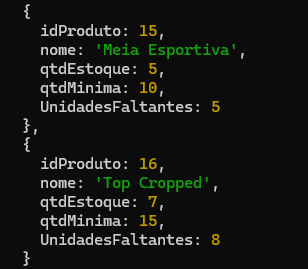 {
idProduto: 15,
nome: 'Meia Esportiva',
qtdEstoque: 5,
qtdMinima: 10,
UnidadesFaltantes: 5
},
{
idProduto: 16,
nome: 'Top Cropped',
qtdEstoque: 7,
qtdMinima: 15,
UnidadesFaltantes: 8
}